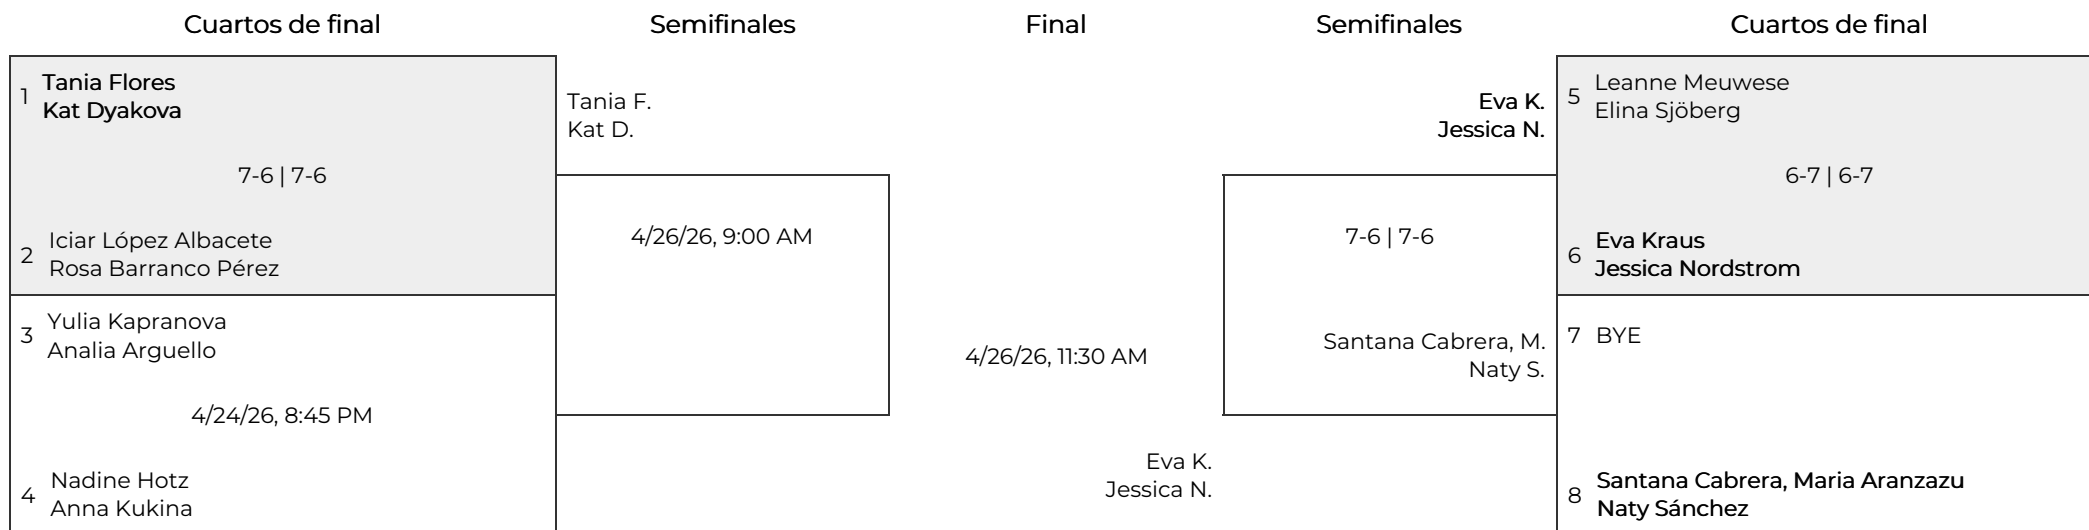 Cuartos de final
Semifinales
Final
Semifinales
Cuartos de final
1
Tania Flores
Kat Dyakova
7-6 | 7-6
2
Iciar López Albacete
Rosa Barranco Pérez
3
Yulia Kapranova
Analia Arguello
4/24/26, 8:45 PM
4
Nadine Hotz
Anna Kukina
Tania F.
Kat D.
4/26/26, 9:00 AM
4/26/26, 11:30 AM
Eva K.
Jessica N.
Eva K.
Jessica N.
7-6 | 7-6
Santana Cabrera, M.
Naty S.
5
Leanne Meuwese
Elina Sjöberg
6-7 | 6-7
6
Eva Kraus
Jessica Nordstrom
7
BYE
8
Santana Cabrera, Maria Aranzazu
Naty Sánchez